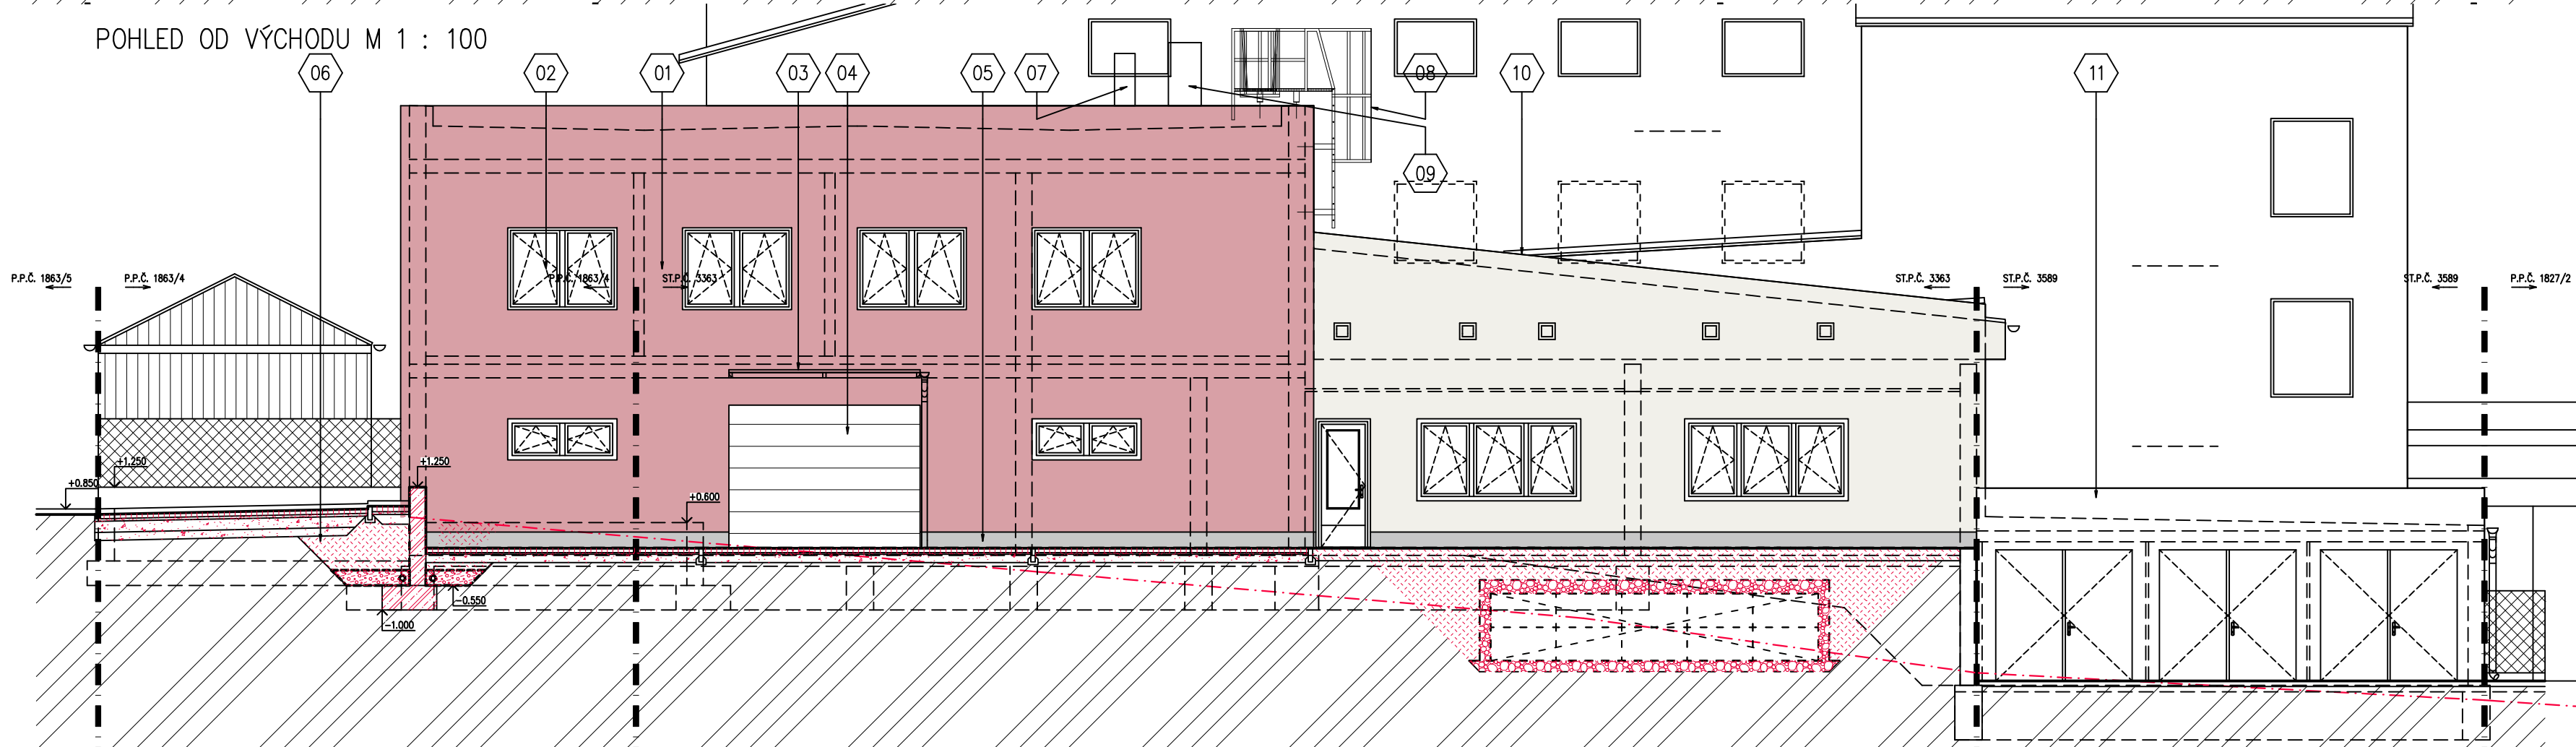 POHLED OD VÝCHODU M 1 : 100
06
02
01
03
04
05
07
08
10
11
09
P.P.Č. 1863/5
P.P.Č. 1863/4
P.P.Č. 1863/4
ST.P.Č. 3363
ST.P.Č. 3363
ST.P.Č. 3589
ST.P.Č. 3589
P.P.Č. 1827/2
+1.250
+1.250
+0.850
+0.600
-0.550
-1.000